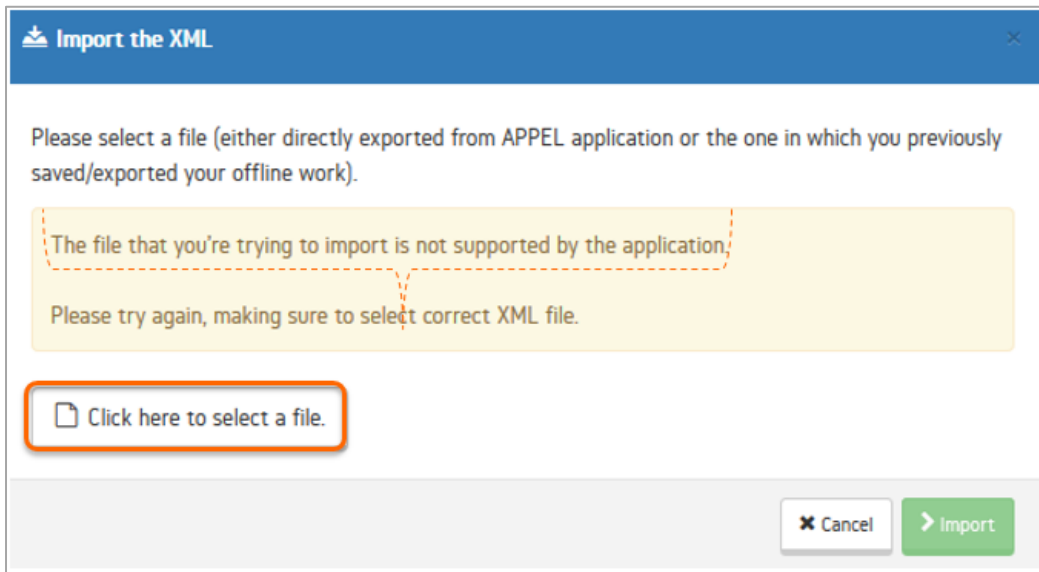 Import the XML
Please select a file (either directly exported from APPEL application or the one in which you previously
saved/exported your offline work).
The file that you're trying to import is not supported by the application.
Please try again, making sure to select correct XML file.
Click here to select a file.
Cancel
Import